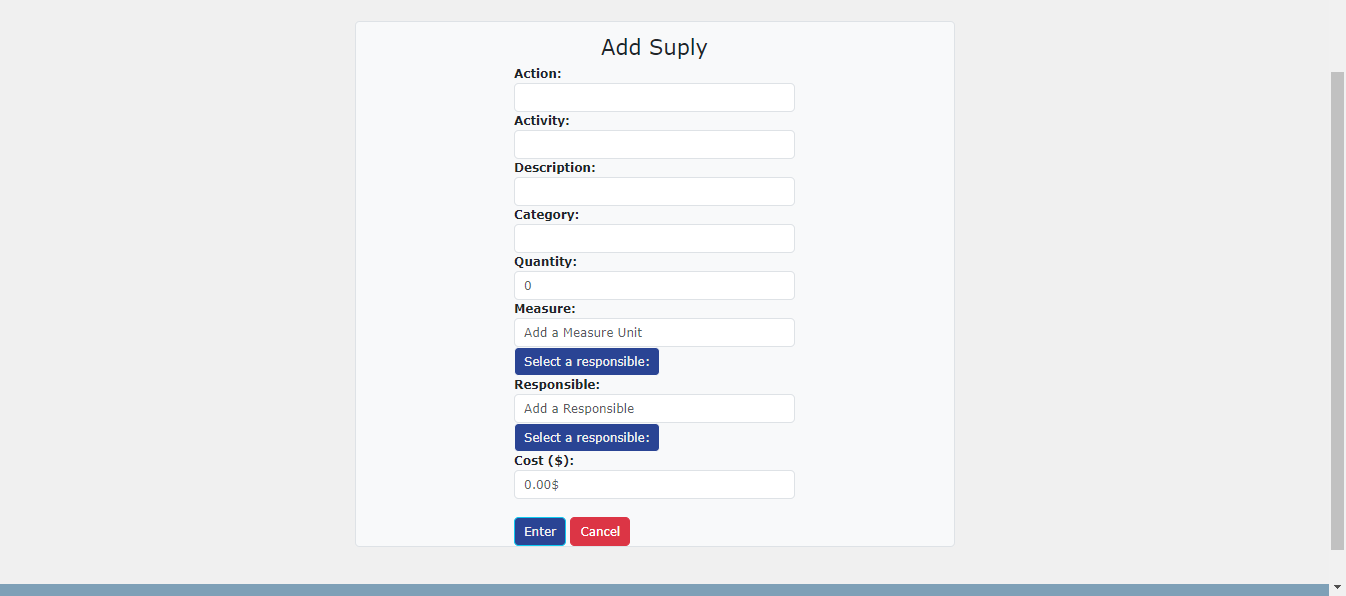 Add Suply
Action:
Activity:
Description:
Category:
Quantity:
0
Measure:
Add a Measure Unit
Select a responsible:
Responsible:
Add a Responsible
Select a responsible:
Cost ($):
0.00$
Enter Cancel